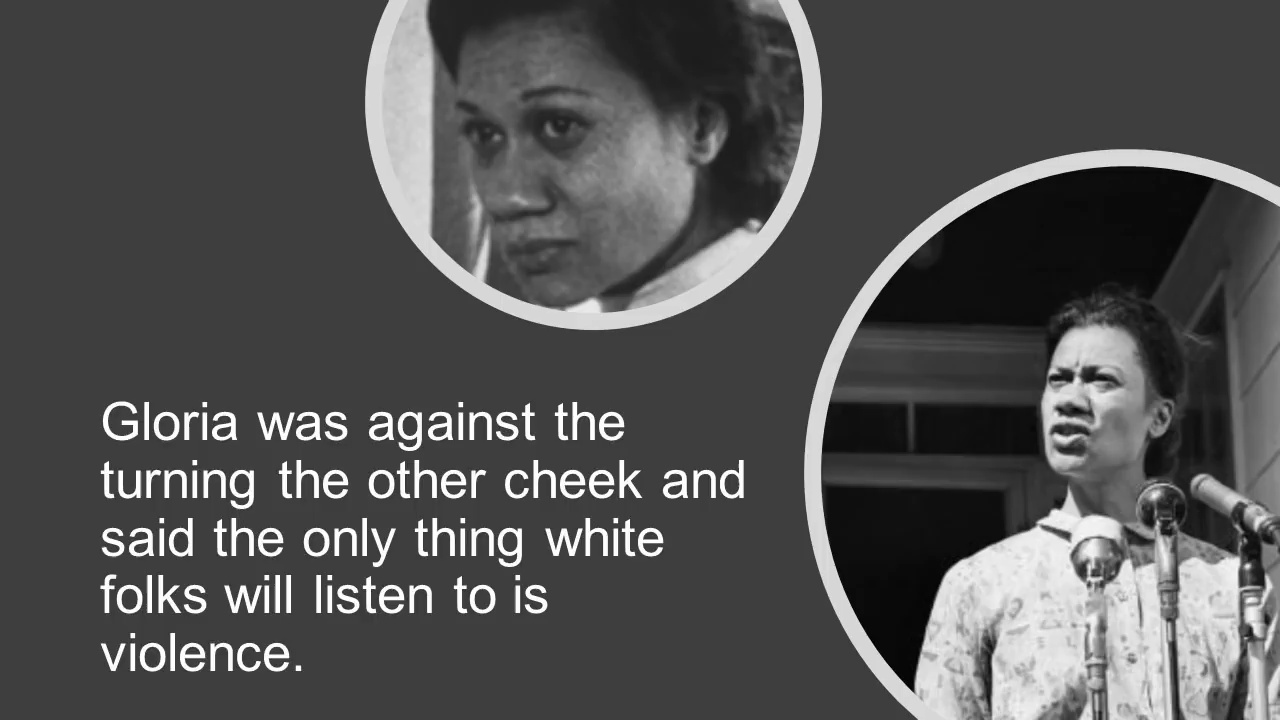 Gloria was against the
turning the other cheek and
said the only thing white
folks will listen to is
violence.